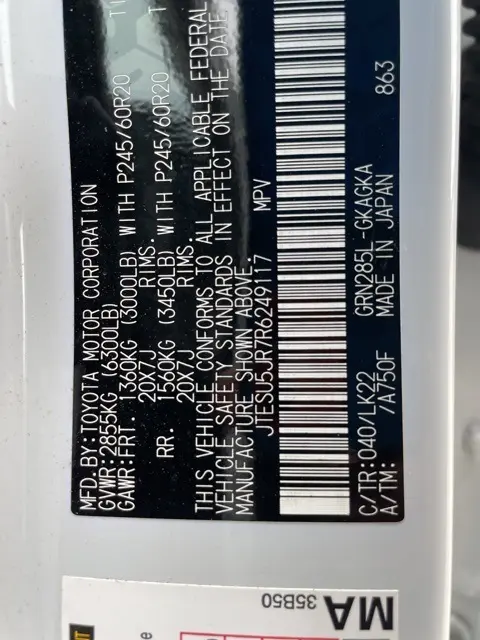 MFD.BY:TOYOTA MOTOR CORPORATION
GVWR:2855KG (6300LB)
GAWR:FRT. 1360KG (3000LB) WITH P245/60R20 TI
20X7J RIMS.
RR. 1560KG (3450LB) WITH P245/60R20 T
20X7J RIMS.
THIS VEHICLE CONFORMS TO ALL APPLICABLE FEDERAL
VEHICLE SAFETY STANDARDS IN EFFECT ON THE DATE
MANUFACTURE SHOWN ABOVE.
JTESU5JR7R6249117 MPV
C/TR:040/LK22 GRN285L-GKAGKA 863
A/TM: /A750F MADE IN JAPAN
MA
35B50